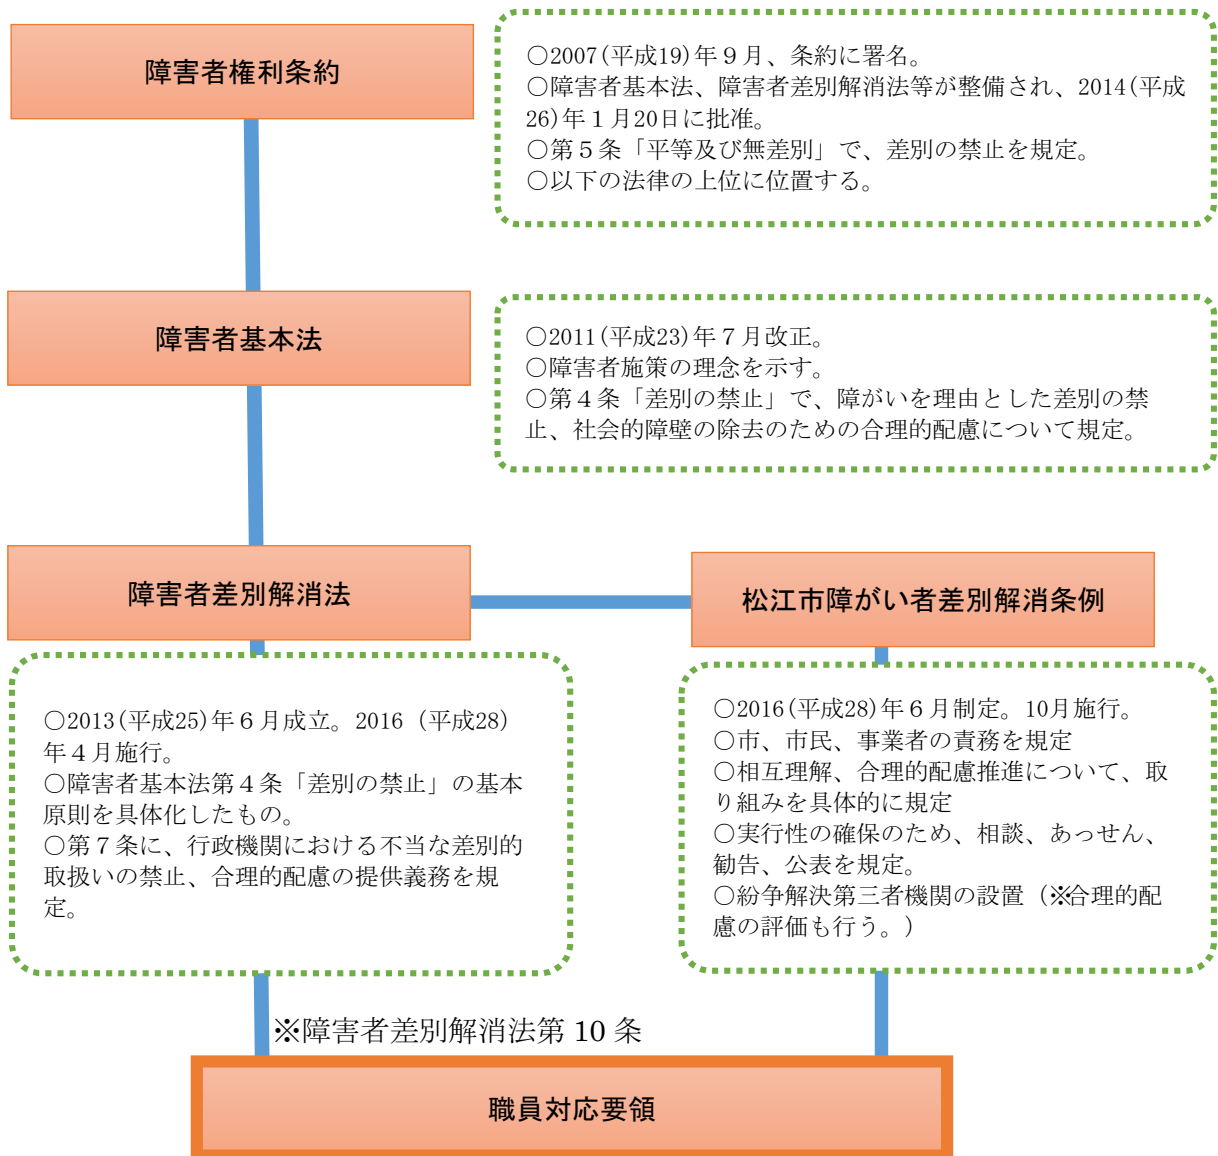 障害者権利条約
○2007(平成19)年９月、条約に署名。
○障害者基本法、障害者差別解消法等が整備され、2014(平成
26)年１月20日に批准。
○第５条「平等及び無差別」で、差別の禁止を規定。
○以下の法律の上位に位置する。
障害者基本法
○2011(平成23)年７月改正。
○障害者施策の理念を示す。
○第４条「差別の禁止」で、障がいを理由とした差別の禁
止、社会的障壁の除去のための合理的配慮について規定。
障害者差別解消法
○2013(平成25)年６月成立。2016（平成28)
年４月施行。
○障害者基本法第４条「差別の禁止」の基本
原則を具体化したもの。
○第７条に、行政機関における不当な差別的
取扱いの禁止、合理的配慮の提供義務を規
定。
松江市障がい者差別解消条例
○2016(平成28)年６月制定。10月施行。
○市、市民、事業者の責務を規定
○相互理解、合理的配慮推進について、取
り組みを具体的に規定
○実行性の確保のため、相談、あっせん、
勧告、公表を規定。
○紛争解決第三者機関の設置（※合理的配
慮の評価も行う。）
※障害者差別解消法第 10 条
職員対応要領